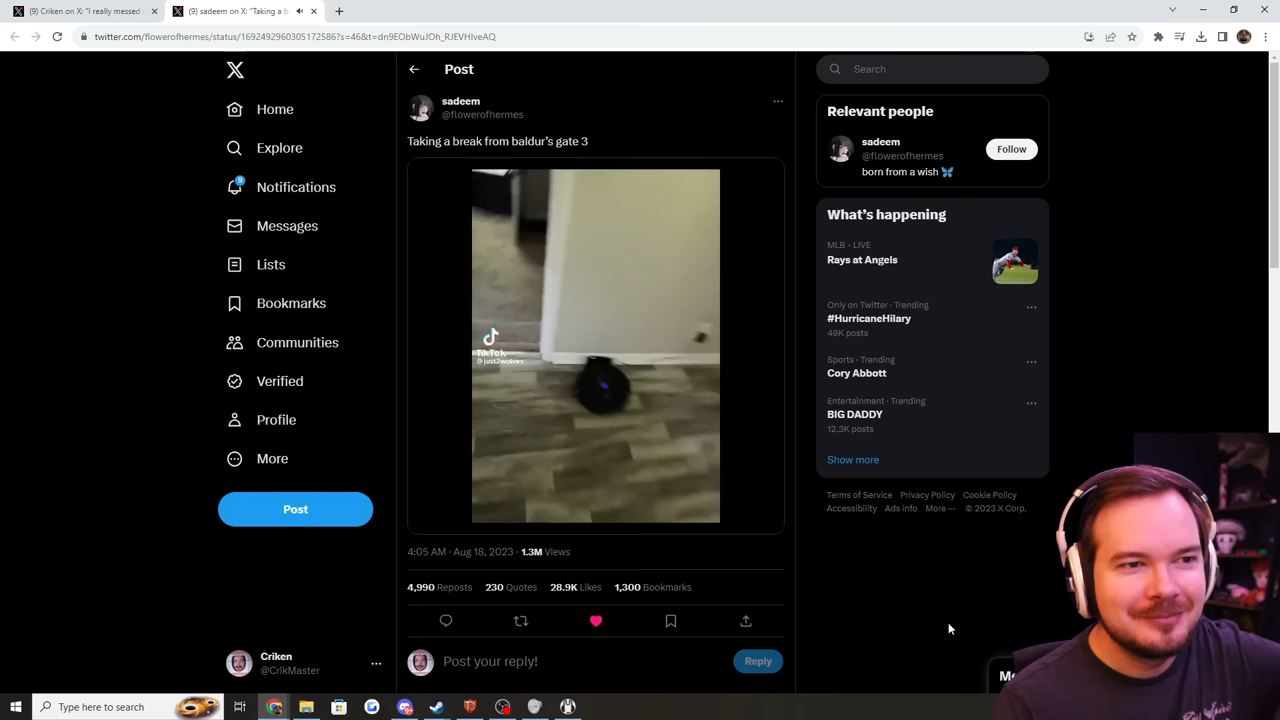 (9) Criken on X: "I really messed
(9) sadeem on X: "Taking a b
twitter.com/flowerofhermes/status/1692492960305172586?s=46&t=dn9EObWuJOh_RJEVHIveAQ
Home
Explore
9
Notifications
Messages
Lists
Bookmarks
Communities
Verified
Profile
More
Post
Criken
@CrikMaster
Post
sadeem
@flowerofhermes
Taking a break from baldur's gate 3
TikTok
@just2wolves
4:05 AM · Aug 18, 2023 · 1.3M Views
4,990 Reposts 230 Quotes 28.9K Likes 1,300 Bookmarks
Post your reply!
Reply
Search
Relevant people
sadeem
@flowerofhermes
Follow
born from a wish 🦋
What's happening
MLB · LIVE
Rays at Angels
Only on Twitter · Trending
#HurricaneHilary
49K posts
Sports · Trending
Cory Abbott
Entertainment · Trending
BIG DADDY
12.3K posts
Show more
Terms of Service Privacy Policy Cookie Policy
Accessibility Ads info More ··· © 2023 X Corp.
Type here to search